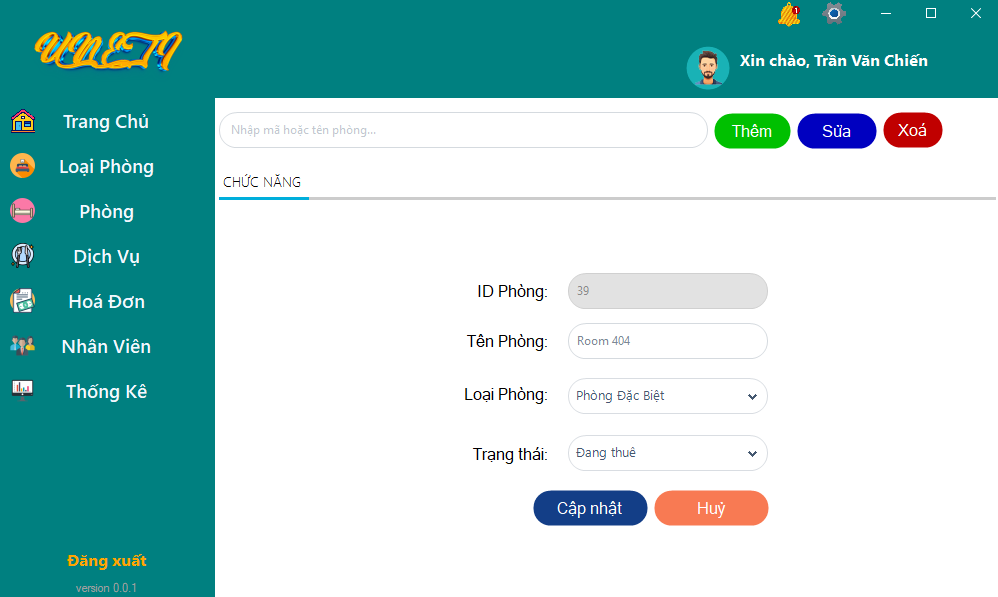 UNETI
1
Xin chào, Trần Văn Chiến
Trang Chủ
Loại Phòng
Phòng
Dịch Vụ
Hoá Đơn
Nhân Viên
Thống Kê
Đăng xuất
version 0.0.1
Nhập mã hoặc tên phòng...
Thêm
Sửa
Xoá
CHỨC NĂNG
ID Phòng:
39
Tên Phòng:
Room 404
Loại Phòng:
Phòng Đặc Biệt
Trạng thái:
Đang thuê
Cập nhật
Huỷ